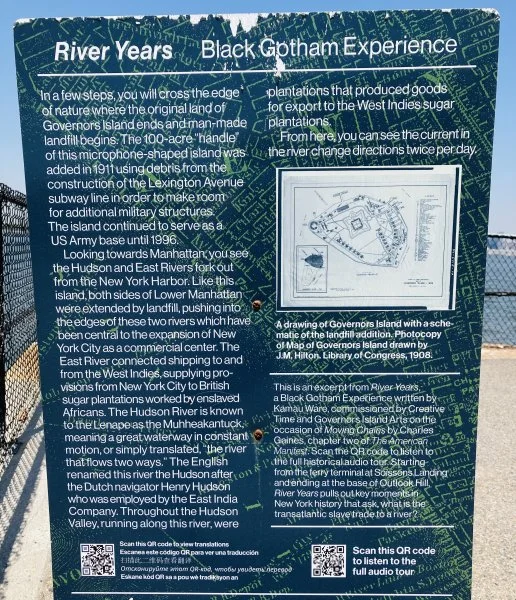 River Years
Black Gotham Experience
In a few steps, you will cross the edge
of nature where the original land of
Governors Island ends and man-made
landfill begins. The 100-acre “handle”
of this microphone-shaped island was
added in 1911 using debris from the
construction of the Lexington Avenue
subway line in order to make room
for additional military structures.
The island continued to serve as a
US Army base until 1996.
Looking towards Manhattan, you see
the Hudson and East Rivers fork out
from the New York Harbor. Like this
island, both sides of Lower Manhattan
were extended by landfill, pushing into
the edges of these two rivers which have
been central to the expansion of New
York City as a commercial center. The
East River connected shipping to and
from the West Indies, supplying pro-
visions from New York City to British
sugar plantations worked by enslaved
Africans. The Hudson River is known
to the Lenape as the Muhheakantuck,
meaning a great waterway in constant
motion, or simply translated, “the river
that flows two ways.” The English
renamed this river the Hudson after
the Dutch navigator Henry Hudson
who was employed by the East India
Company. Throughout the Hudson
Valley, running along this river, were
plantations that produced goods
for export to the West Indies sugar
plantations.
From here, you can see the current in
the river change directions twice per day.
A drawing of Governors Island with a sche-
matic of the landfill addition. Photocopy
of Map of Governors Island drawn by
J.M. Hilton. Library of Congress, 1908.
This is an excerpt from River Years,
a Black Gotham Experience written by
Kamau Ware, commissioned by Creative
Time and Governors Island Arts on the
occasion of Moving Chains by Charles
Gaines, chapter two of The American
Manifest. Scan the QR code to listen to
the full historical audio tour. Starting
from the ferry terminal at Soissons Landing
and ending at the base of Outlook Hill,
River Years pulls out key moments in
New York history that ask, what is the
transatlantic slave trade to a river?
Scan this QR code to view translations
Escanea este código QR para ver una traducción
扫描此二维码查看翻译
Отсканируйте этот QR-код, чтобы увидеть перевод
Eskane kòd QR sa a pou wè tradiksyon an
Scan this QR code
to listen to the
full audio tour